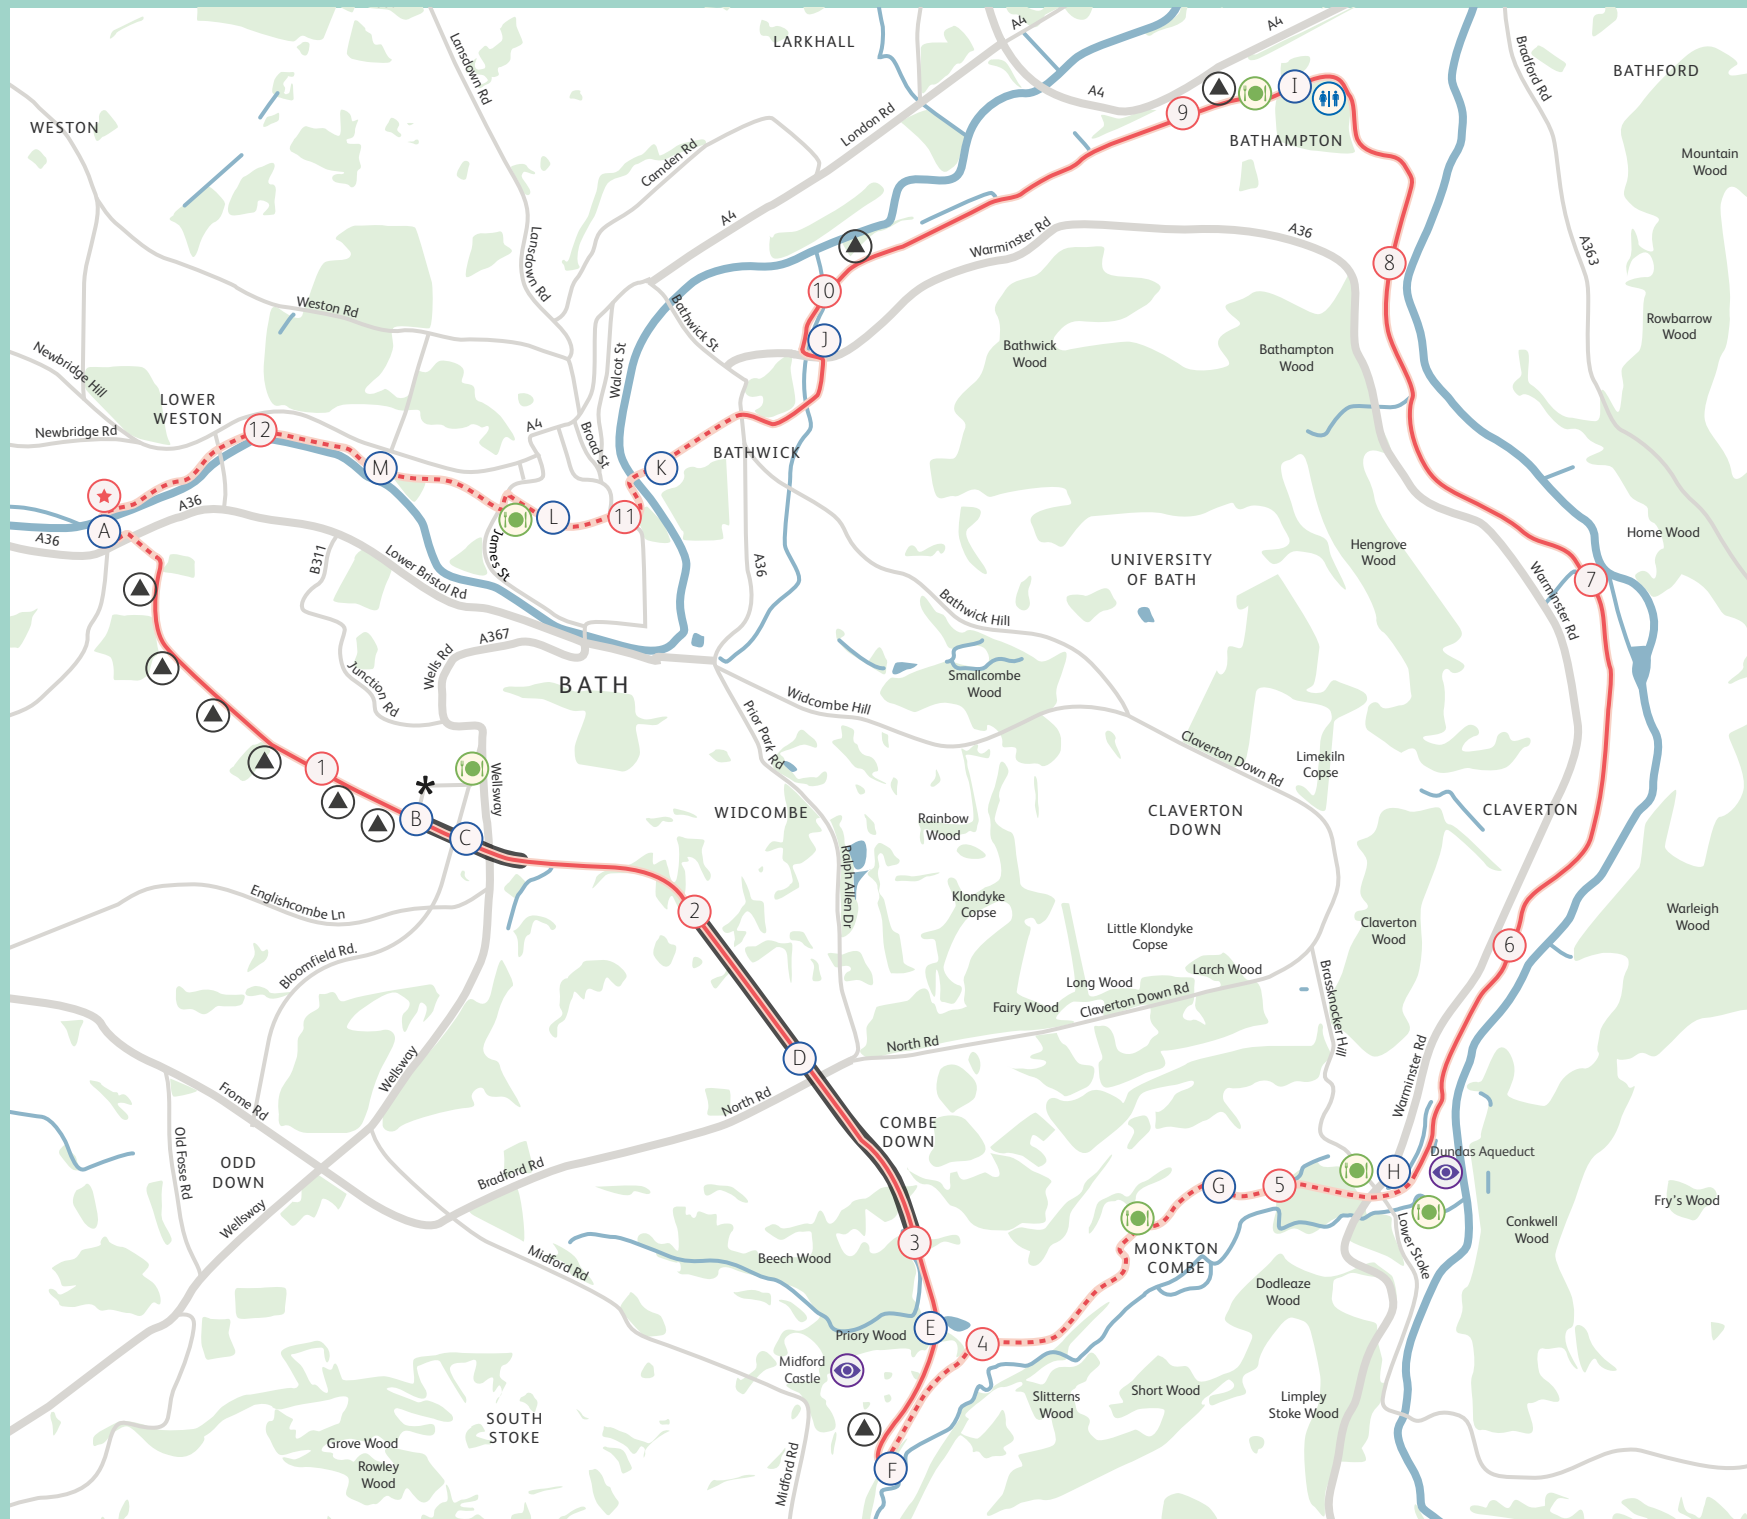 LARKHALL
A4
A4
Lansdown Rd
Bradford Rd
BATHFORD
WESTON
A4
London Rd
9
I
BATHAMPTON
Camden Rd
Mountain
Wood
A4
Lansdown Rd
Warminster Rd
A36
A363
8
10
Weston Rd
Bathwick St
J
Rowbarrow
Wood
Newbridge Hill
Walcot St
Bathwick
Wood
Bathampton
Wood
LOWER
WESTON
Newbridge Rd
12
A4
Broad St
BATHWICK
M
K
A36
A
A36
L
11
James St
B311
Lower Bristol Rd
A36
UNIVERSITY
OF BATH
Hengrove
Wood
Home Wood
Warminster Rd
7
Bathwick Hill
A367
Wells Rd
Junction Rd
BATH
Smallcombe
Wood
Widcombe Hill
Prior Park Rd
Claverton Down Rd
Limekiln
Copse
1
*
Wellsway
B
C
WIDCOMBE
Rainbow
Wood
CLAVERTON
DOWN
CLAVERTON
Ralph Allen Dr
Englishcombe Ln
2
Klondyke
Copse
Little Klondyke
Copse
Claverton
Wood
Warleigh
Wood
6
Bloomfield Rd.
Long Wood
Larch Wood
Fairy Wood
Claverton Down Rd
Brassknocker Hill
North Rd
D
Wellsway
Frome Rd
North Rd
Warminster Rd
COMBE
DOWN
Old Fosse Rd
ODD
DOWN
Bradford Rd
Dundas Aqueduct
H
G
5
Wellsway
Fry's Wood
Conkwell
Wood
Lower Stoke
3
Beech Wood
MONKTON
COMBE
Midford Rd
Dodleaze
Wood
E
Priory Wood
4
Midford
Castle
Slitterns
Wood
Short Wood
Limpley
Stoke Wood
SOUTH
STOKE
Grove Wood
Rowley
Wood
Midford Rd
F